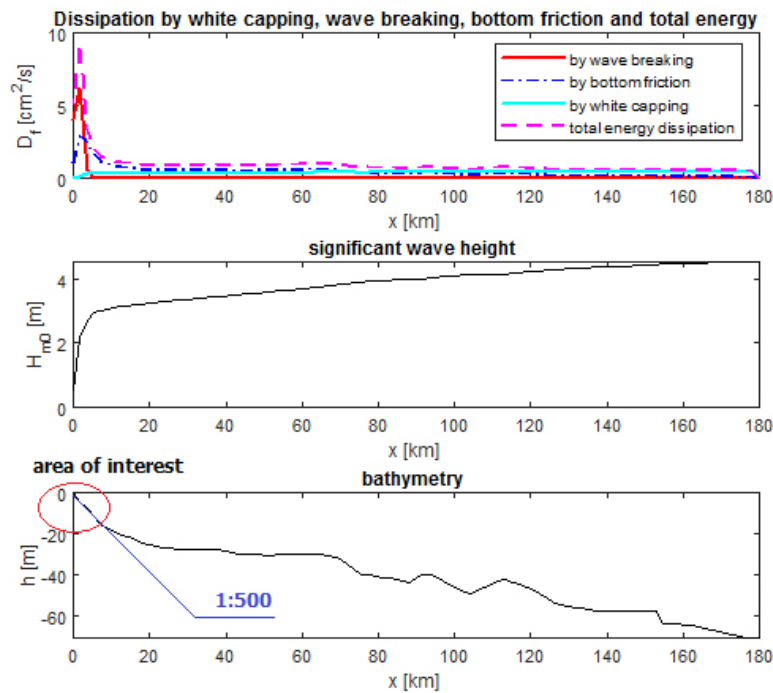 Dissipation by white capping, wave breaking, bottom friction and total energy
10
5
0
D_f [cm²/s]
by wave breaking
by bottom friction
by white capping
total energy dissipation
0 20 40 60 80 100 120 140 160 180
x [km]
significant wave height
4
2
0
H_m0 [m]
0 20 40 60 80 100 120 140 160 180
x [km]
area of interest
bathymetry
0
-20
-40
-60
h [m]
1:500
0 20 40 60 80 100 120 140 160 180
x [km]